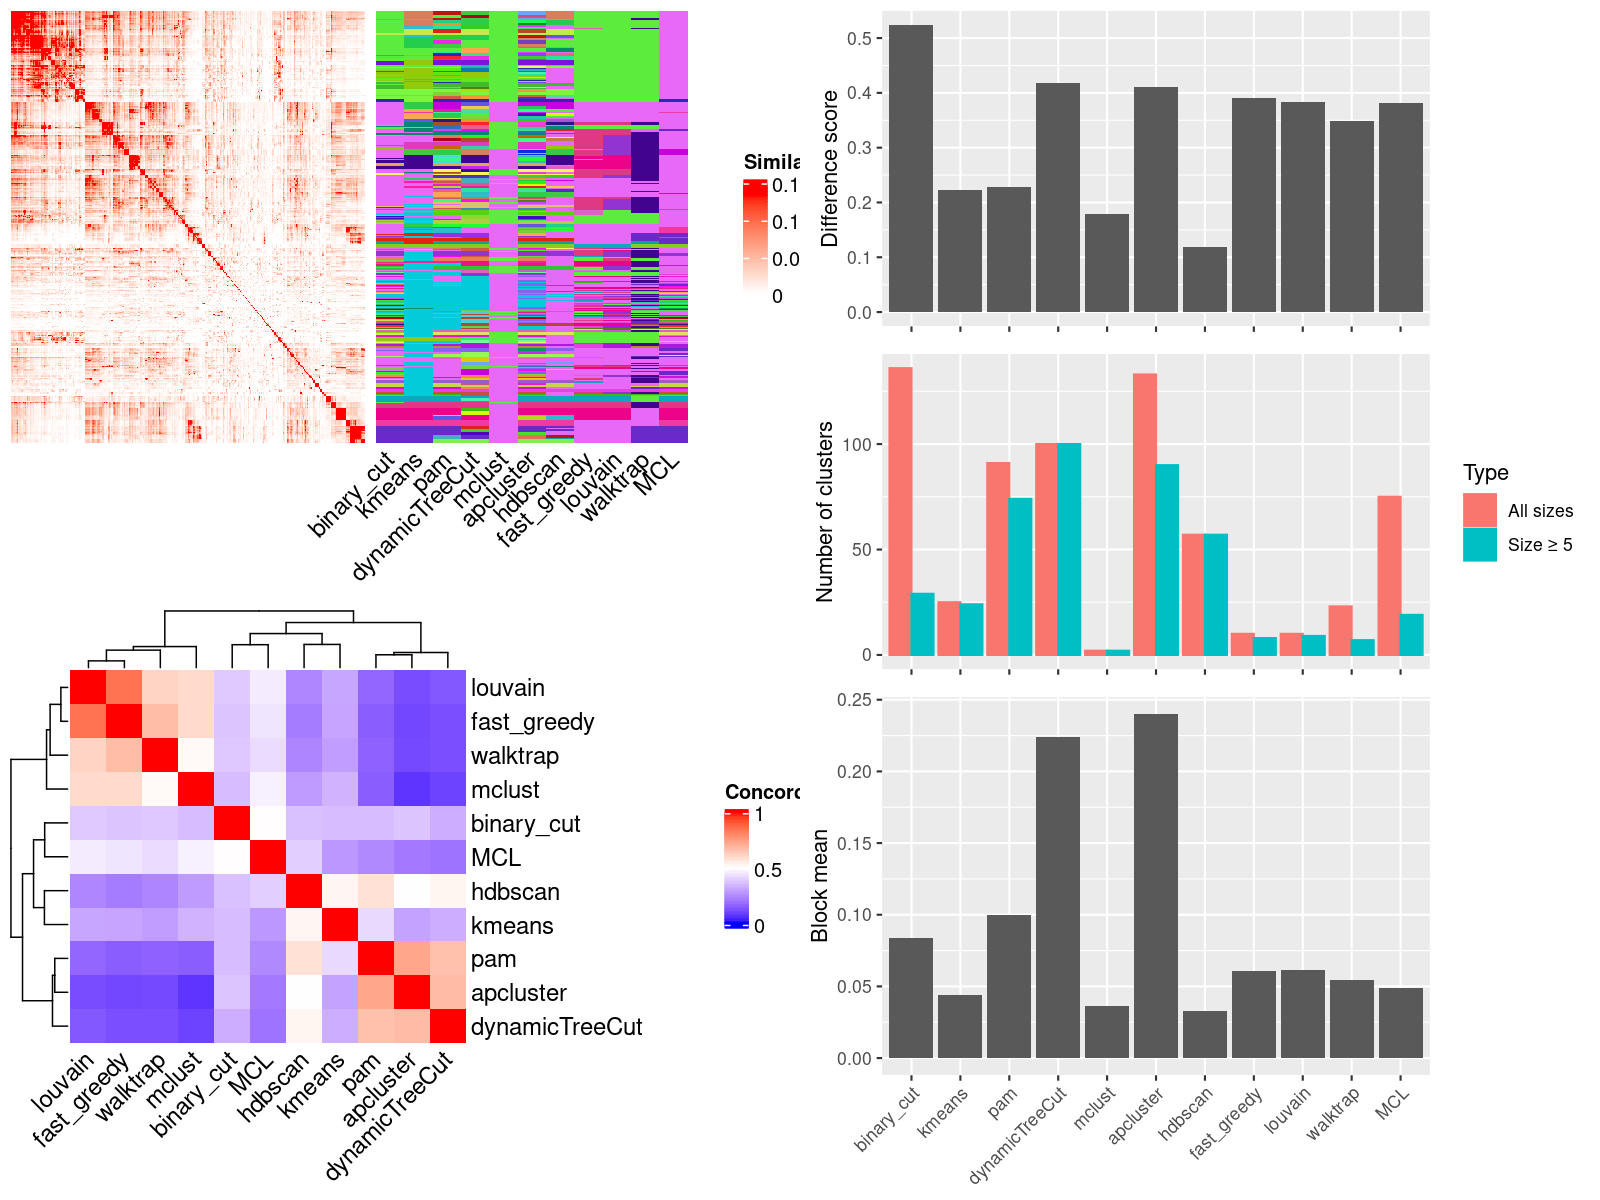 Simila
0.1
0.1
0.0
0
binary_cut
kmeans
pam
dynamicTreeCut
mclust
apcluster
hdbscan
fast_greedy
louvain
walktrap
MCL
louvain
fast_greedy
walktrap
mclust
binary_cut
MCL
hdbscan
kmeans
pam
apcluster
dynamicTreeCut
louvain
fast_greedy
walktrap
mclust
binary_cut
MCL
hdbscan
kmeans
pam
apcluster
dynamicTreeCut
Concord
1
0.5
0
Difference score
0.5
0.4
0.3
0.2
0.1
0.0
Number of clusters
100
50
0
Type
All sizes
Size ≥ 5
Block mean
0.25
0.20
0.15
0.10
0.05
0.00
binary_cut
kmeans
pam
dynamicTreeCut
mclust
apcluster
hdbscan
fast_greedy
louvain
walktrap
MCL